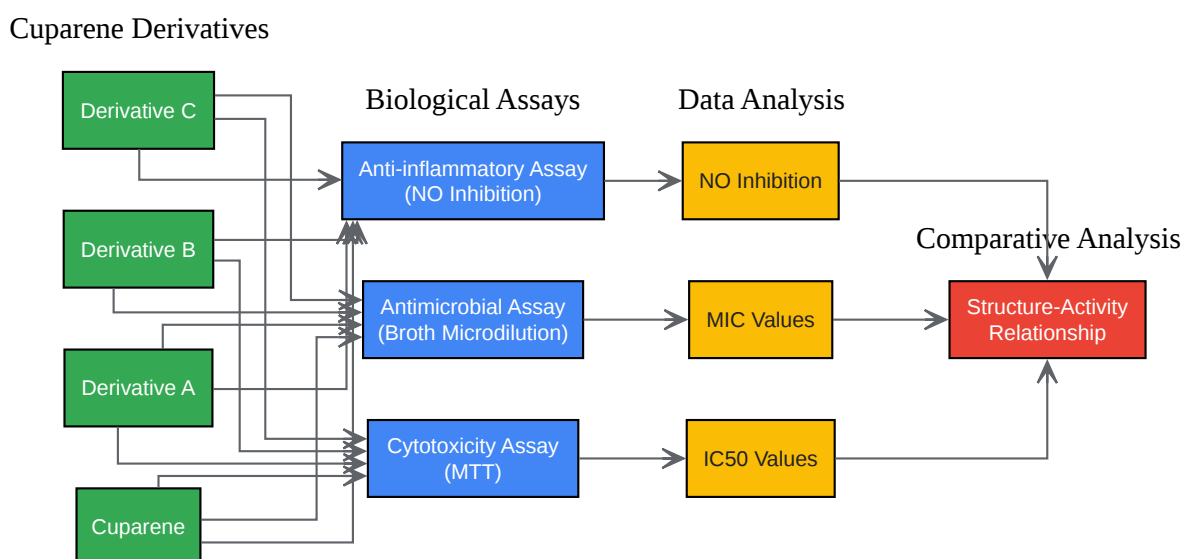 Cuparene Derivatives
Derivative C
Derivative B
Derivative A
Cuparene
Biological Assays
Anti-inflammatory Assay
(NO Inhibition)
Antimicrobial Assay
(Broth Microdilution)
Cytotoxicity Assay
(MTT)
Data Analysis
NO Inhibition
MIC Values
IC50 Values
Comparative Analysis
Structure-Activity
Relationship